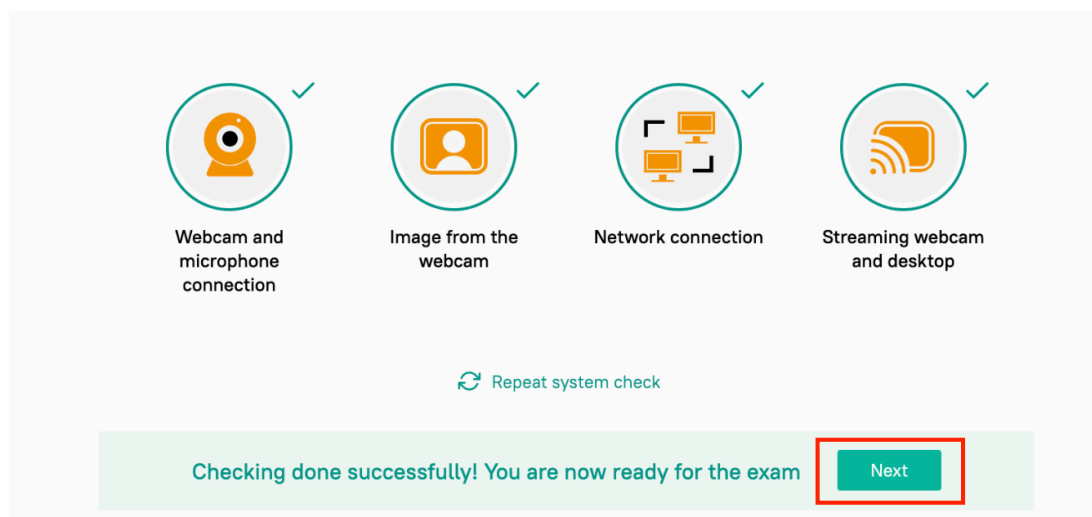 Webcam and
microphone
connection
Image from the
webcam
Network connection
Streaming webcam
and desktop
Repeat system check
Checking done successfully! You are now ready for the exam
Next